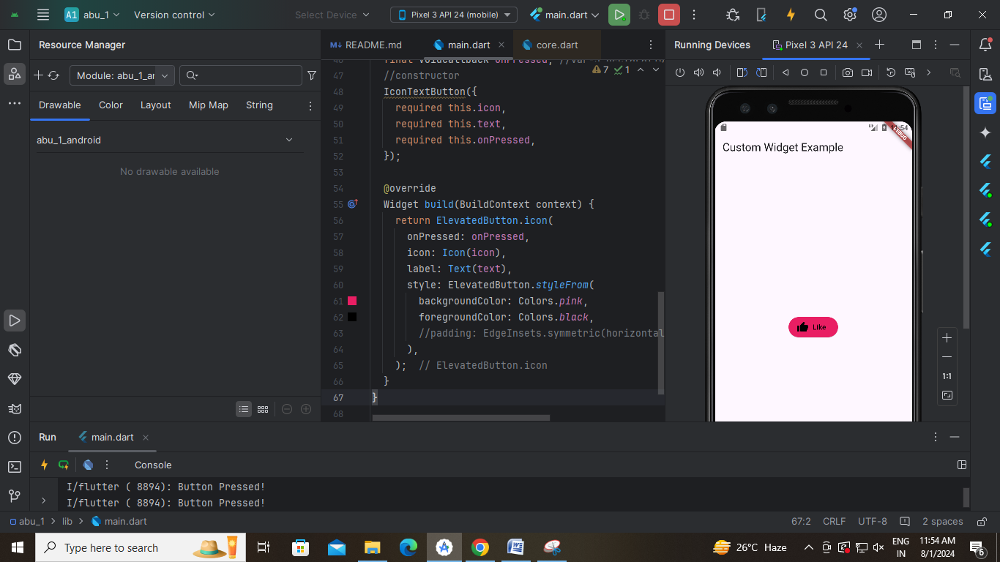 A1 abu_1 Version control Select Device Pixel 3 API 24 (mobile) main.dart
Resource Manager
Module: abu_1_ar
Drawable Color Layout Mip Map String
abu_1_android
No drawable available
README.md main.dart core.dart
7 1
47 //constructor
48 IconTextButton({
49 required this.icon,
50 required this.text,
51 required this.onPressed,
52 });
53
54 @override
55 Widget build(BuildContext context) {
56 return ElevatedButton.icon(
57 onPressed: onPressed,
58 icon: Icon(icon),
59 label: Text(text),
60 style: ElevatedButton.styleFrom(
61 backgroundColor: Colors.pink,
62 foregroundColor: Colors.black,
63 //padding: EdgeInsets.symmetric(horizontal
64 ),
65 ); // ElevatedButton.icon
66 }
67 }
68
Running Devices Pixel 3 API 24
11:54
DEBUG
Custom Widget Example
Like
1:1
Run main.dart
Console
I/flutter ( 8894): Button Pressed!
I/flutter ( 8894): Button Pressed!
abu_1 > lib > main.dart 67:2 CRLF UTF-8 2 spaces
Type here to search
26°C Haze
ENG
IN
11:54 AM
8/1/2024
6